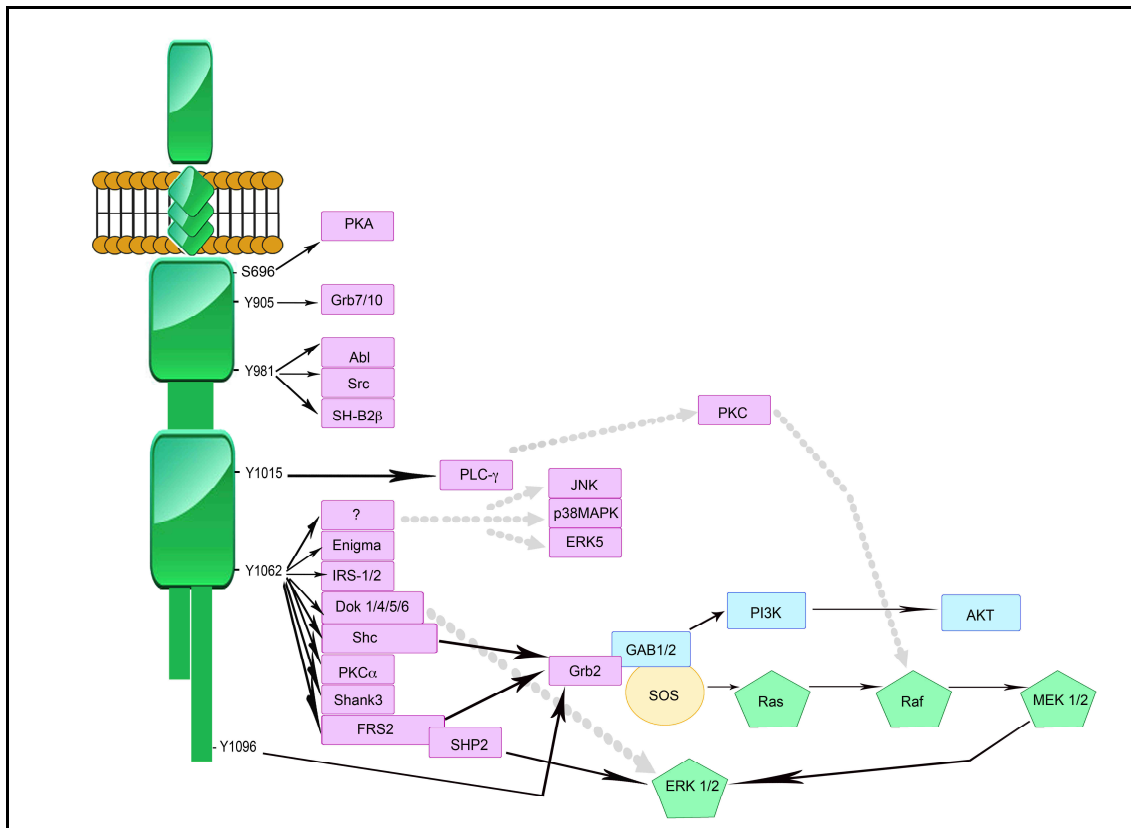 PKA
S696
Y905
Grb7/10
Abl
Y981
Src
SH-B2β
PKC
Y1015
PLC-γ
JNK
?
p38MAPK
Enigma
ERK5
Y1062
IRS-1/2
Dok 1/4/5/6
PI3K
AKT
Shc
GAB1/2
PKCα
Grb2
Shank3
SOS
Ras
Raf
MEK 1/2
FRS2
SHP2
Y1096
ERK 1/2